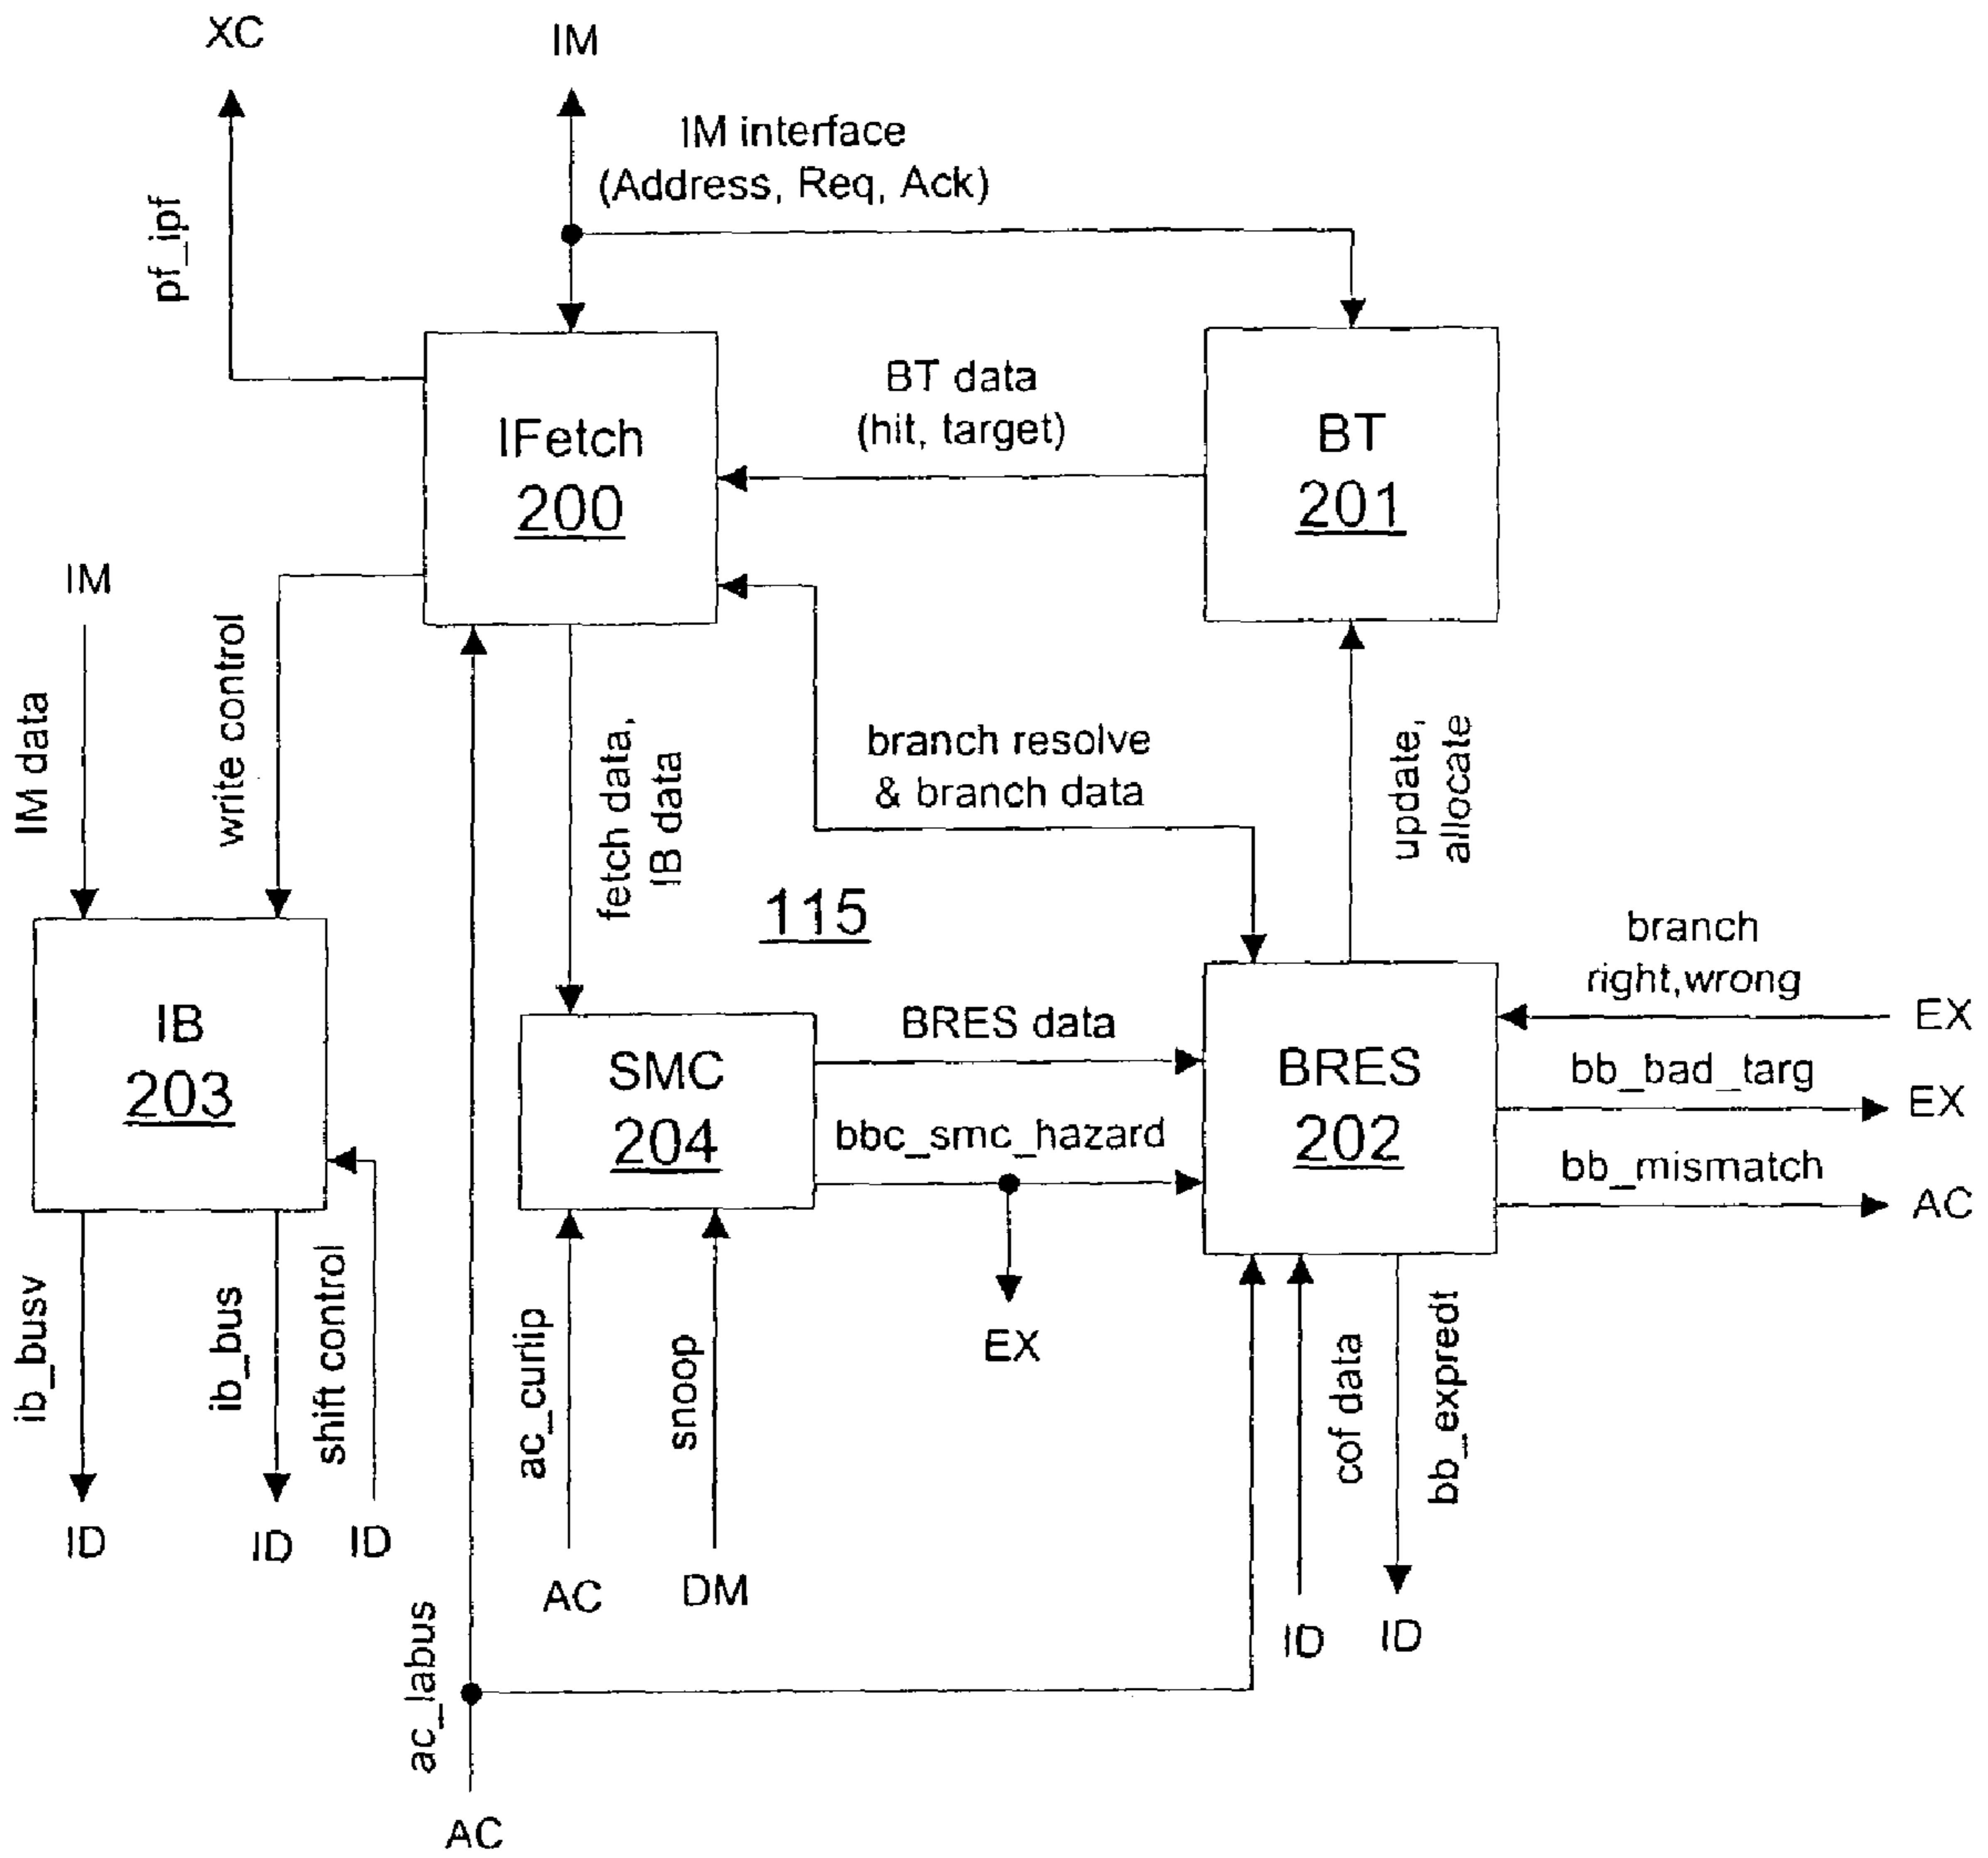 XC
IM
IM interface
(Address, Req, Ack)
pf_ipf
IFetch
200
BT data
(hit, target)
BT
201
IM
IM data
write control
fetch data,
IB data
branch resolve
& branch data
update,
allocate
115
IB
203
SMC
204
BRES data
bbc_smc_hazard
BRES
202
branch
right,wrong
EX
bb_bad_targ
EX
bb_mismatch
AC
ib_busv
ib_bus
shift control
ac_curlip
snoop
EX
cof data
bb_expredt
ID
ID
ID
AC
DM
ID
ID
ac_labus
AC